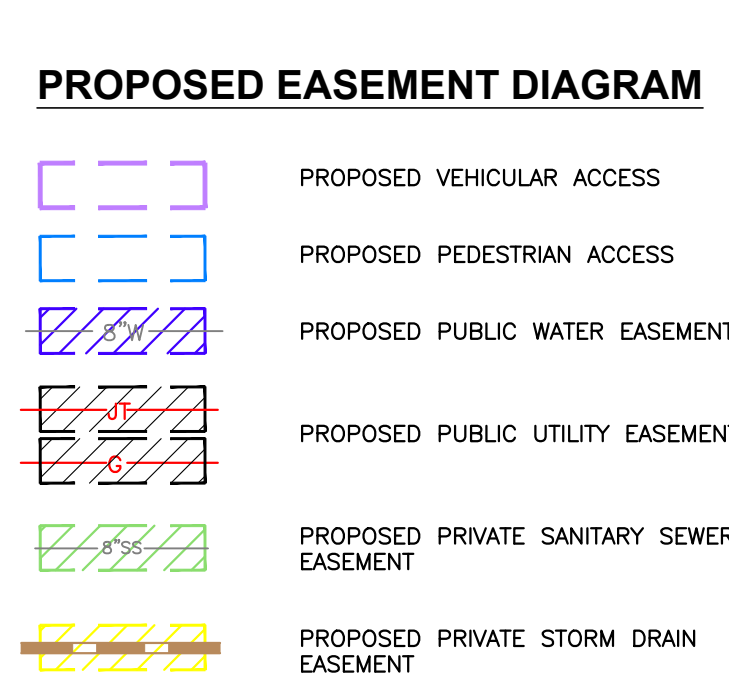 PROPOSED EASEMENT DIAGRAM
PROPOSED VEHICULAR ACCESS
PROPOSED PEDESTRIAN ACCESS
8"W
PROPOSED PUBLIC WATER EASEMENT
JT
G
PROPOSED PUBLIC UTILITY EASEMENT
8"SS
PROPOSED PRIVATE SANITARY SEWER
EASEMENT
PROPOSED PRIVATE STORM DRAIN
EASEMENT